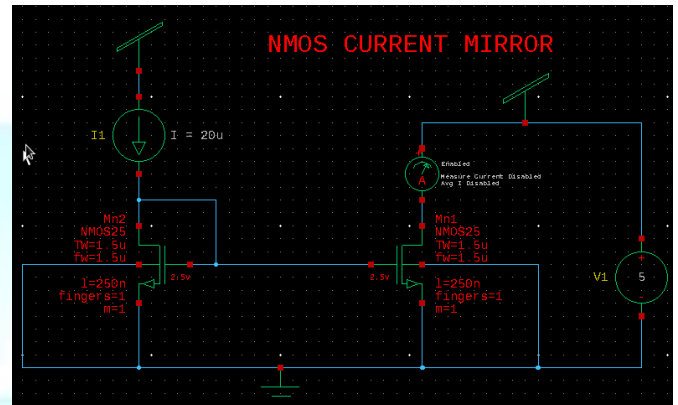 NMOS CURRENT MIRROR
I1
I = 20u
Enabled
A
Measure Current Disabled
Avg I Disabled
Mn2
NMOS25
TW=1.5u
fw=1.5u
2.5v
l=250n
fingers=1
m=1
Mn1
NMOS25
TW=1.5u
fw=1.5u
2.5v
l=250n
fingers=1
m=1
V1
+
5
-